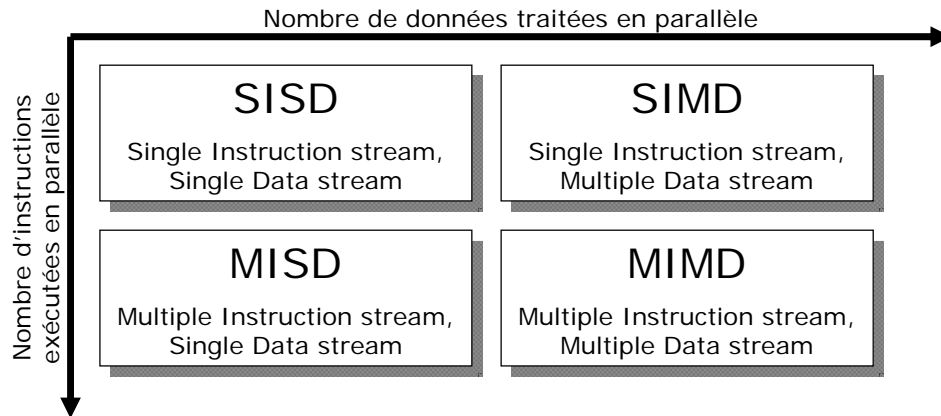 Nombre de données traitées en parallèle
Nombre d'instructions
exécutées en parallèle
SISD
Single Instruction stream,
Single Data stream
SIMD
Single Instruction stream,
Multiple Data stream
MISD
Multiple Instruction stream,
Single Data stream
MIMD
Multiple Instruction stream,
Multiple Data stream